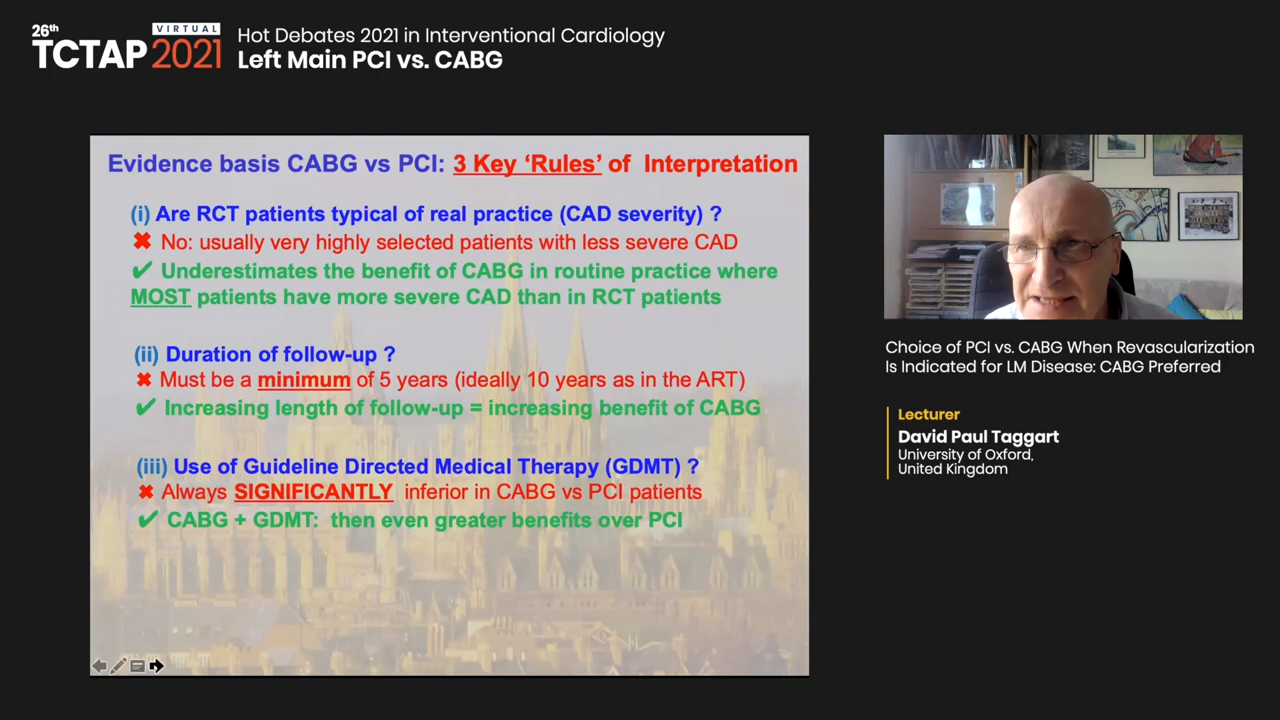 26th
VIRTUAL
TCTAP 2021
Hot Debates 2021 in Interventional Cardiology
Left Main PCI vs. CABG
Evidence basis CABG vs PCI: 3 Key ‘Rules’ of Interpretation
(i) Are RCT patients typical of real practice (CAD severity) ?
✖ No: usually very highly selected patients with less severe CAD
✔ Underestimates the benefit of CABG in routine practice where
MOST patients have more severe CAD than in RCT patients
(ii) Duration of follow-up ?
✖ Must be a minimum of 5 years (ideally 10 years as in the ART)
✔ Increasing length of follow-up = increasing benefit of CABG
(iii) Use of Guideline Directed Medical Therapy (GDMT) ?
✖ Always SIGNIFICANTLY inferior in CABG vs PCI patients
✔ CABG + GDMT: then even greater benefits over PCI
Choice of PCI vs. CABG When Revascularization
Is Indicated for LM Disease: CABG Preferred
Lecturer
David Paul Taggart
University of Oxford,
United Kingdom